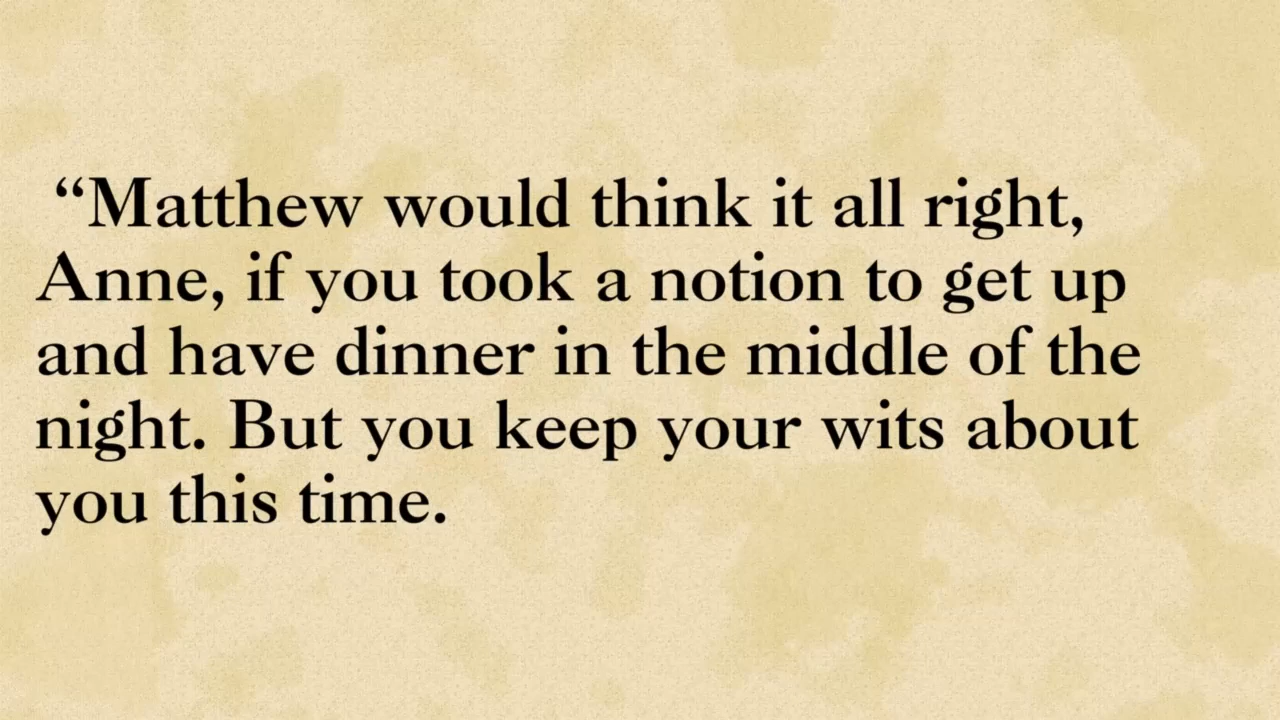 “Matthew would think it all right,
Anne, if you took a notion to get up
and have dinner in the middle of the
night. But you keep your wits about
you this time.